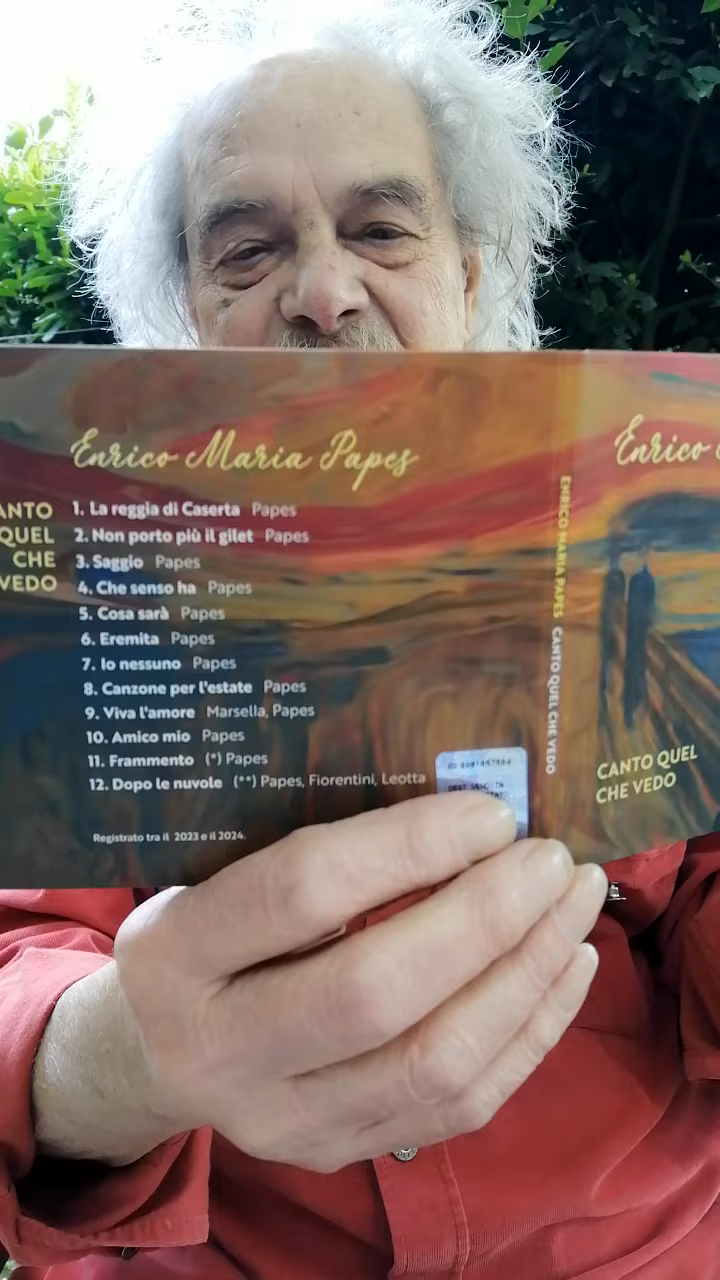 Enrico Maria Papes
Enrico
ANTO
QUEL
CHE
VEDO
1. La reggia di Caserta Papes
2. Non porto più il gilet Papes
3. Saggio Papes
4. Che senso ha Papes
5. Cosa sarà Papes
6. Eremita Papes
7. Io nessuno Papes
8. Canzone per l'estate Papes
9. Viva l'amore Marsella, Papes
10. Amico mio Papes
11. Frammento (*) Papes
12. Dopo le nuvole (**) Papes, Fiorentini, Leotta
Registrato tra il 2023 e il 2024.
ENRICO MARIA PAPES CANTO QUEL CHE VEDO
CANTO QUEL
CHE VEDO